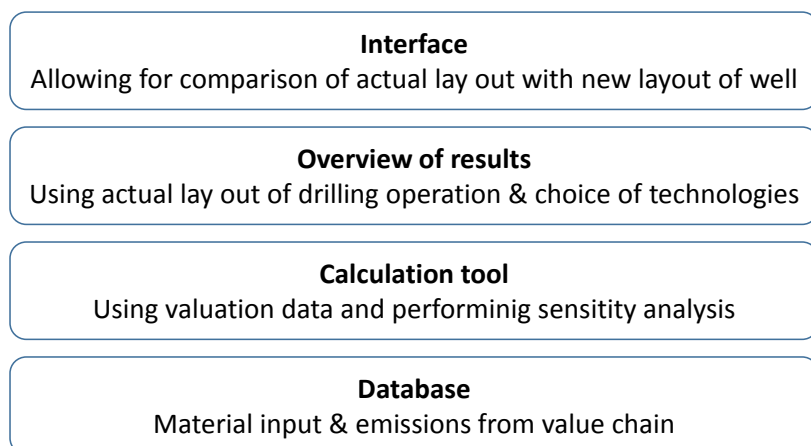 Interface
Allowing for comparison of actual lay out with new layout of well
Overview of results
Using actual lay out of drilling operation & choice of technologies
Calculation tool
Using valuation data and performinig sensitity analysis
Database
Material input & emissions from value chain